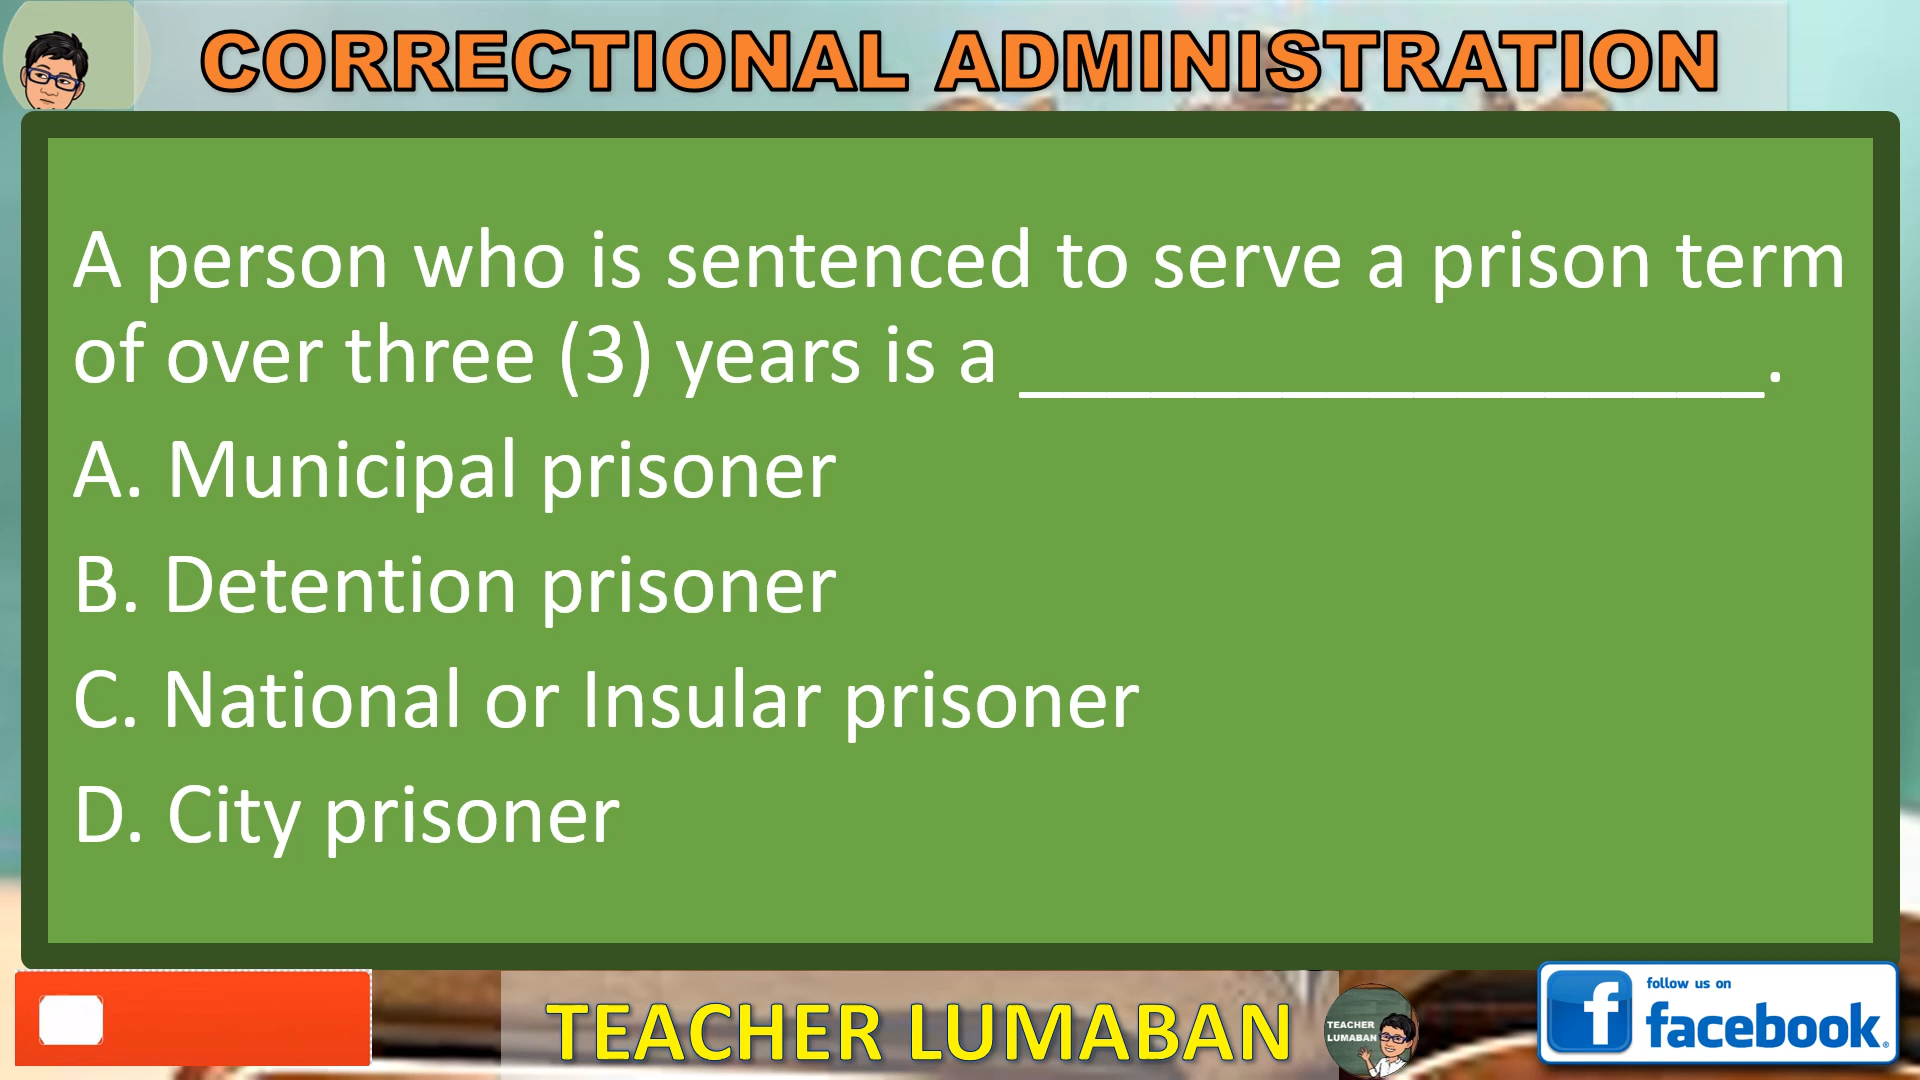 CORRECTIONAL ADMINISTRATION
A person who is sentenced to serve a prison term
of over three (3) years is a __________________.
A. Municipal prisoner
B. Detention prisoner
C. National or Insular prisoner
D. City prisoner
TEACHER LUMABAN
TEACHER
LUMABAN
follow us on
facebook